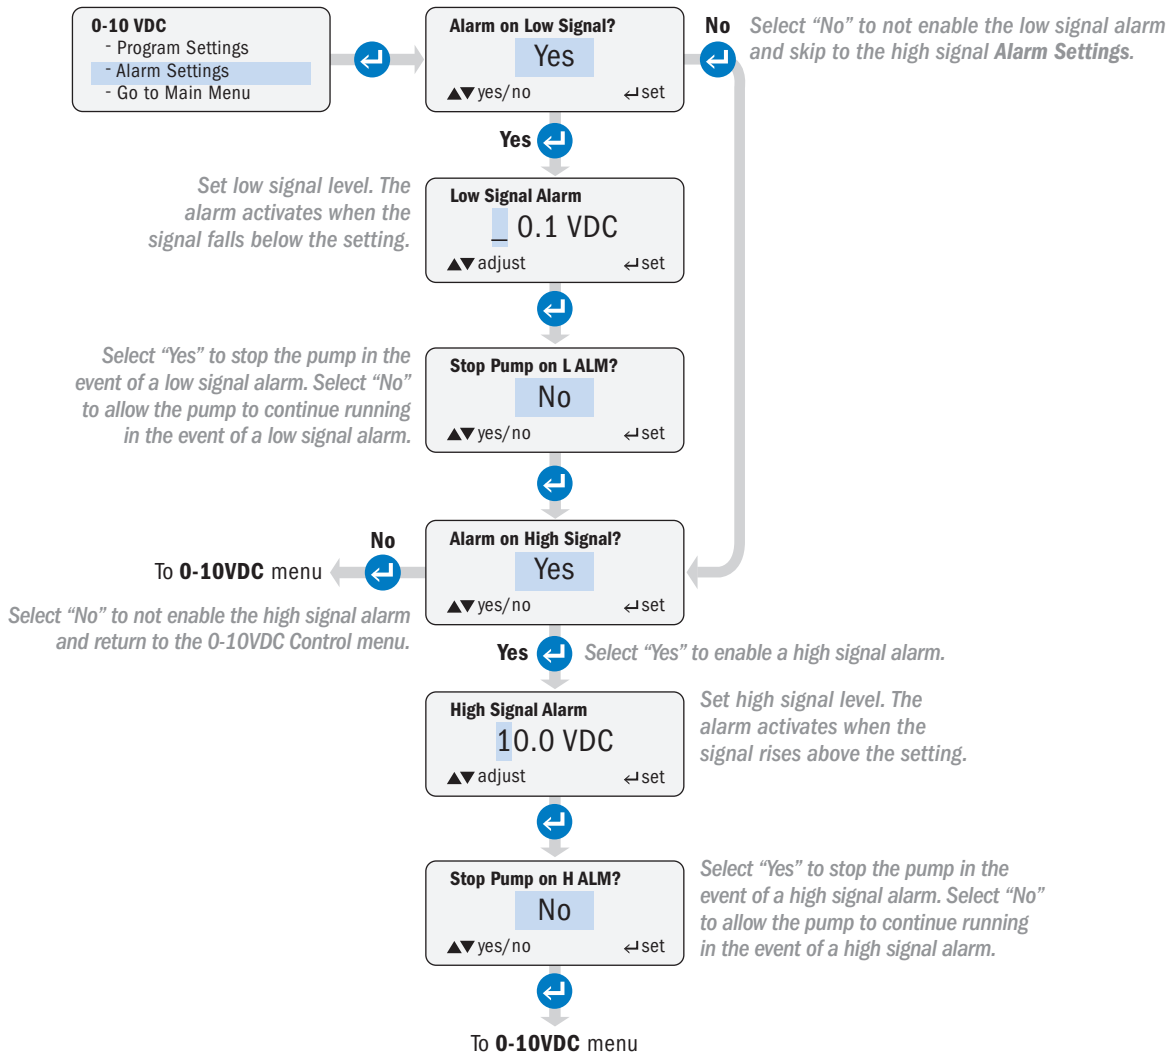 0-10 VDC
- Program Settings
- Alarm Settings
- Go to Main Menu
Alarm on Low Signal?
Yes
▲▼ yes/no ↵ set
No
Select “No” to not enable the low signal alarm
and skip to the high signal Alarm Settings.
Yes
Set low signal level. The
alarm activates when the
signal falls below the setting.
Low Signal Alarm
_ 0.1 VDC
▲▼ adjust ↵ set
Select “Yes” to stop the pump in the
event of a low signal alarm. Select “No”
to allow the pump to continue running
in the event of a low signal alarm.
Stop Pump on L ALM?
No
▲▼ yes/no ↵ set
Alarm on High Signal?
Yes
▲▼ yes/no ↵ set
No
To 0-10VDC menu
Select “No” to not enable the high signal alarm
and return to the 0-10VDC Control menu.
Yes
Select “Yes” to enable a high signal alarm.
High Signal Alarm
10.0 VDC
▲▼ adjust ↵ set
Set high signal level. The
alarm activates when the
signal rises above the setting.
Stop Pump on H ALM?
No
▲▼ yes/no ↵ set
Select “Yes” to stop the pump in the
event of a high signal alarm. Select “No”
to allow the pump to continue running
in the event of a high signal alarm.
To 0-10VDC menu